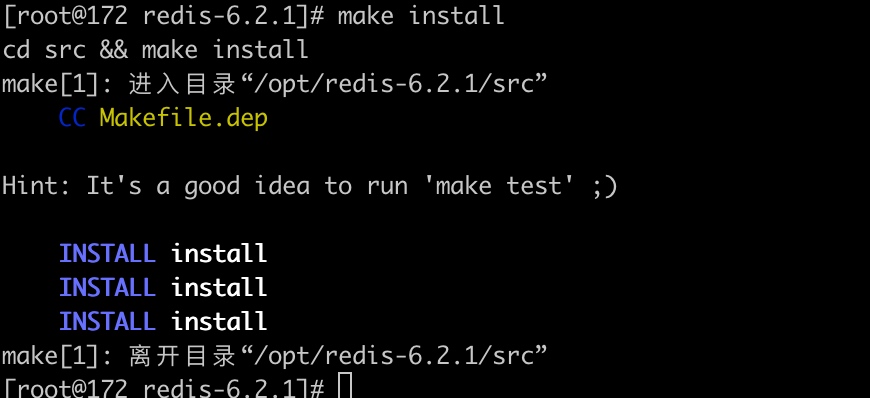 [root@172 redis-6.2.1]# make install
cd src && make install
make[1]: 进入目录“/opt/redis-6.2.1/src”
    CC Makefile.dep
Hint: It's a good idea to run 'make test' ;)
    INSTALL install
    INSTALL install
    INSTALL install
make[1]: 离开目录“/opt/redis-6.2.1/src”
[root@172 redis-6.2.1]#